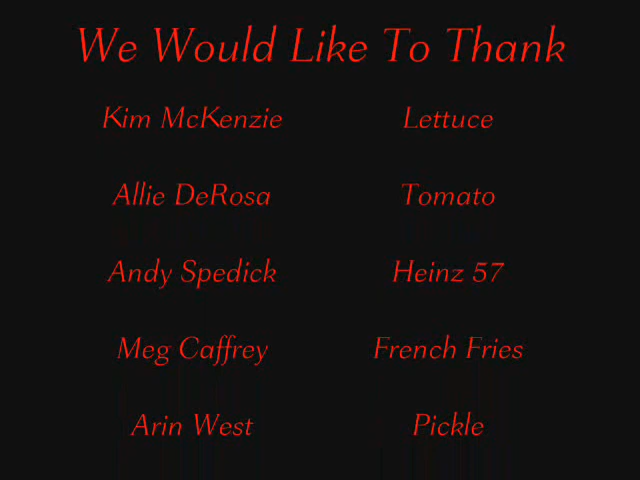 We Would Like To Thank
Kim McKenzie Lettuce
Allie DeRosa Tomato
Andy Spedick Heinz 57
Meg Caffrey French Fries
Arin West Pickle